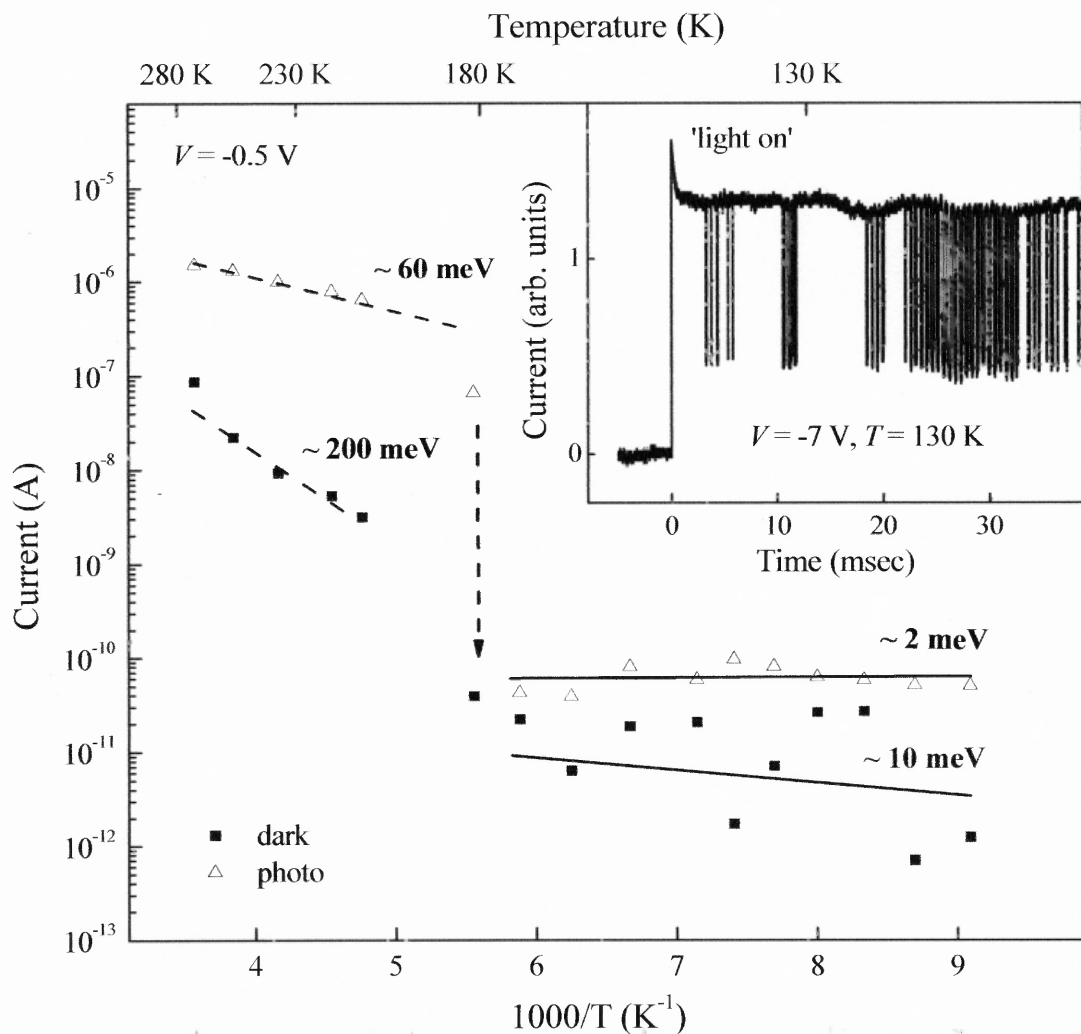 Temperature (K)
280 K 230 K 180 K 130 K
V = -0.5 V
10⁻⁵
10⁻⁶
10⁻⁷
10⁻⁸
10⁻⁹
10⁻¹⁰
10⁻¹¹
10⁻¹²
10⁻¹³
Current (A)
~ 60 meV
~ 200 meV
~ 2 meV
~ 10 meV
dark
photo
4 5 6 7 8 9
1000/T (K⁻¹)
'light on'
Current (arb. units)
1
0
V = -7 V, T = 130 K
0 10 20 30
Time (msec)